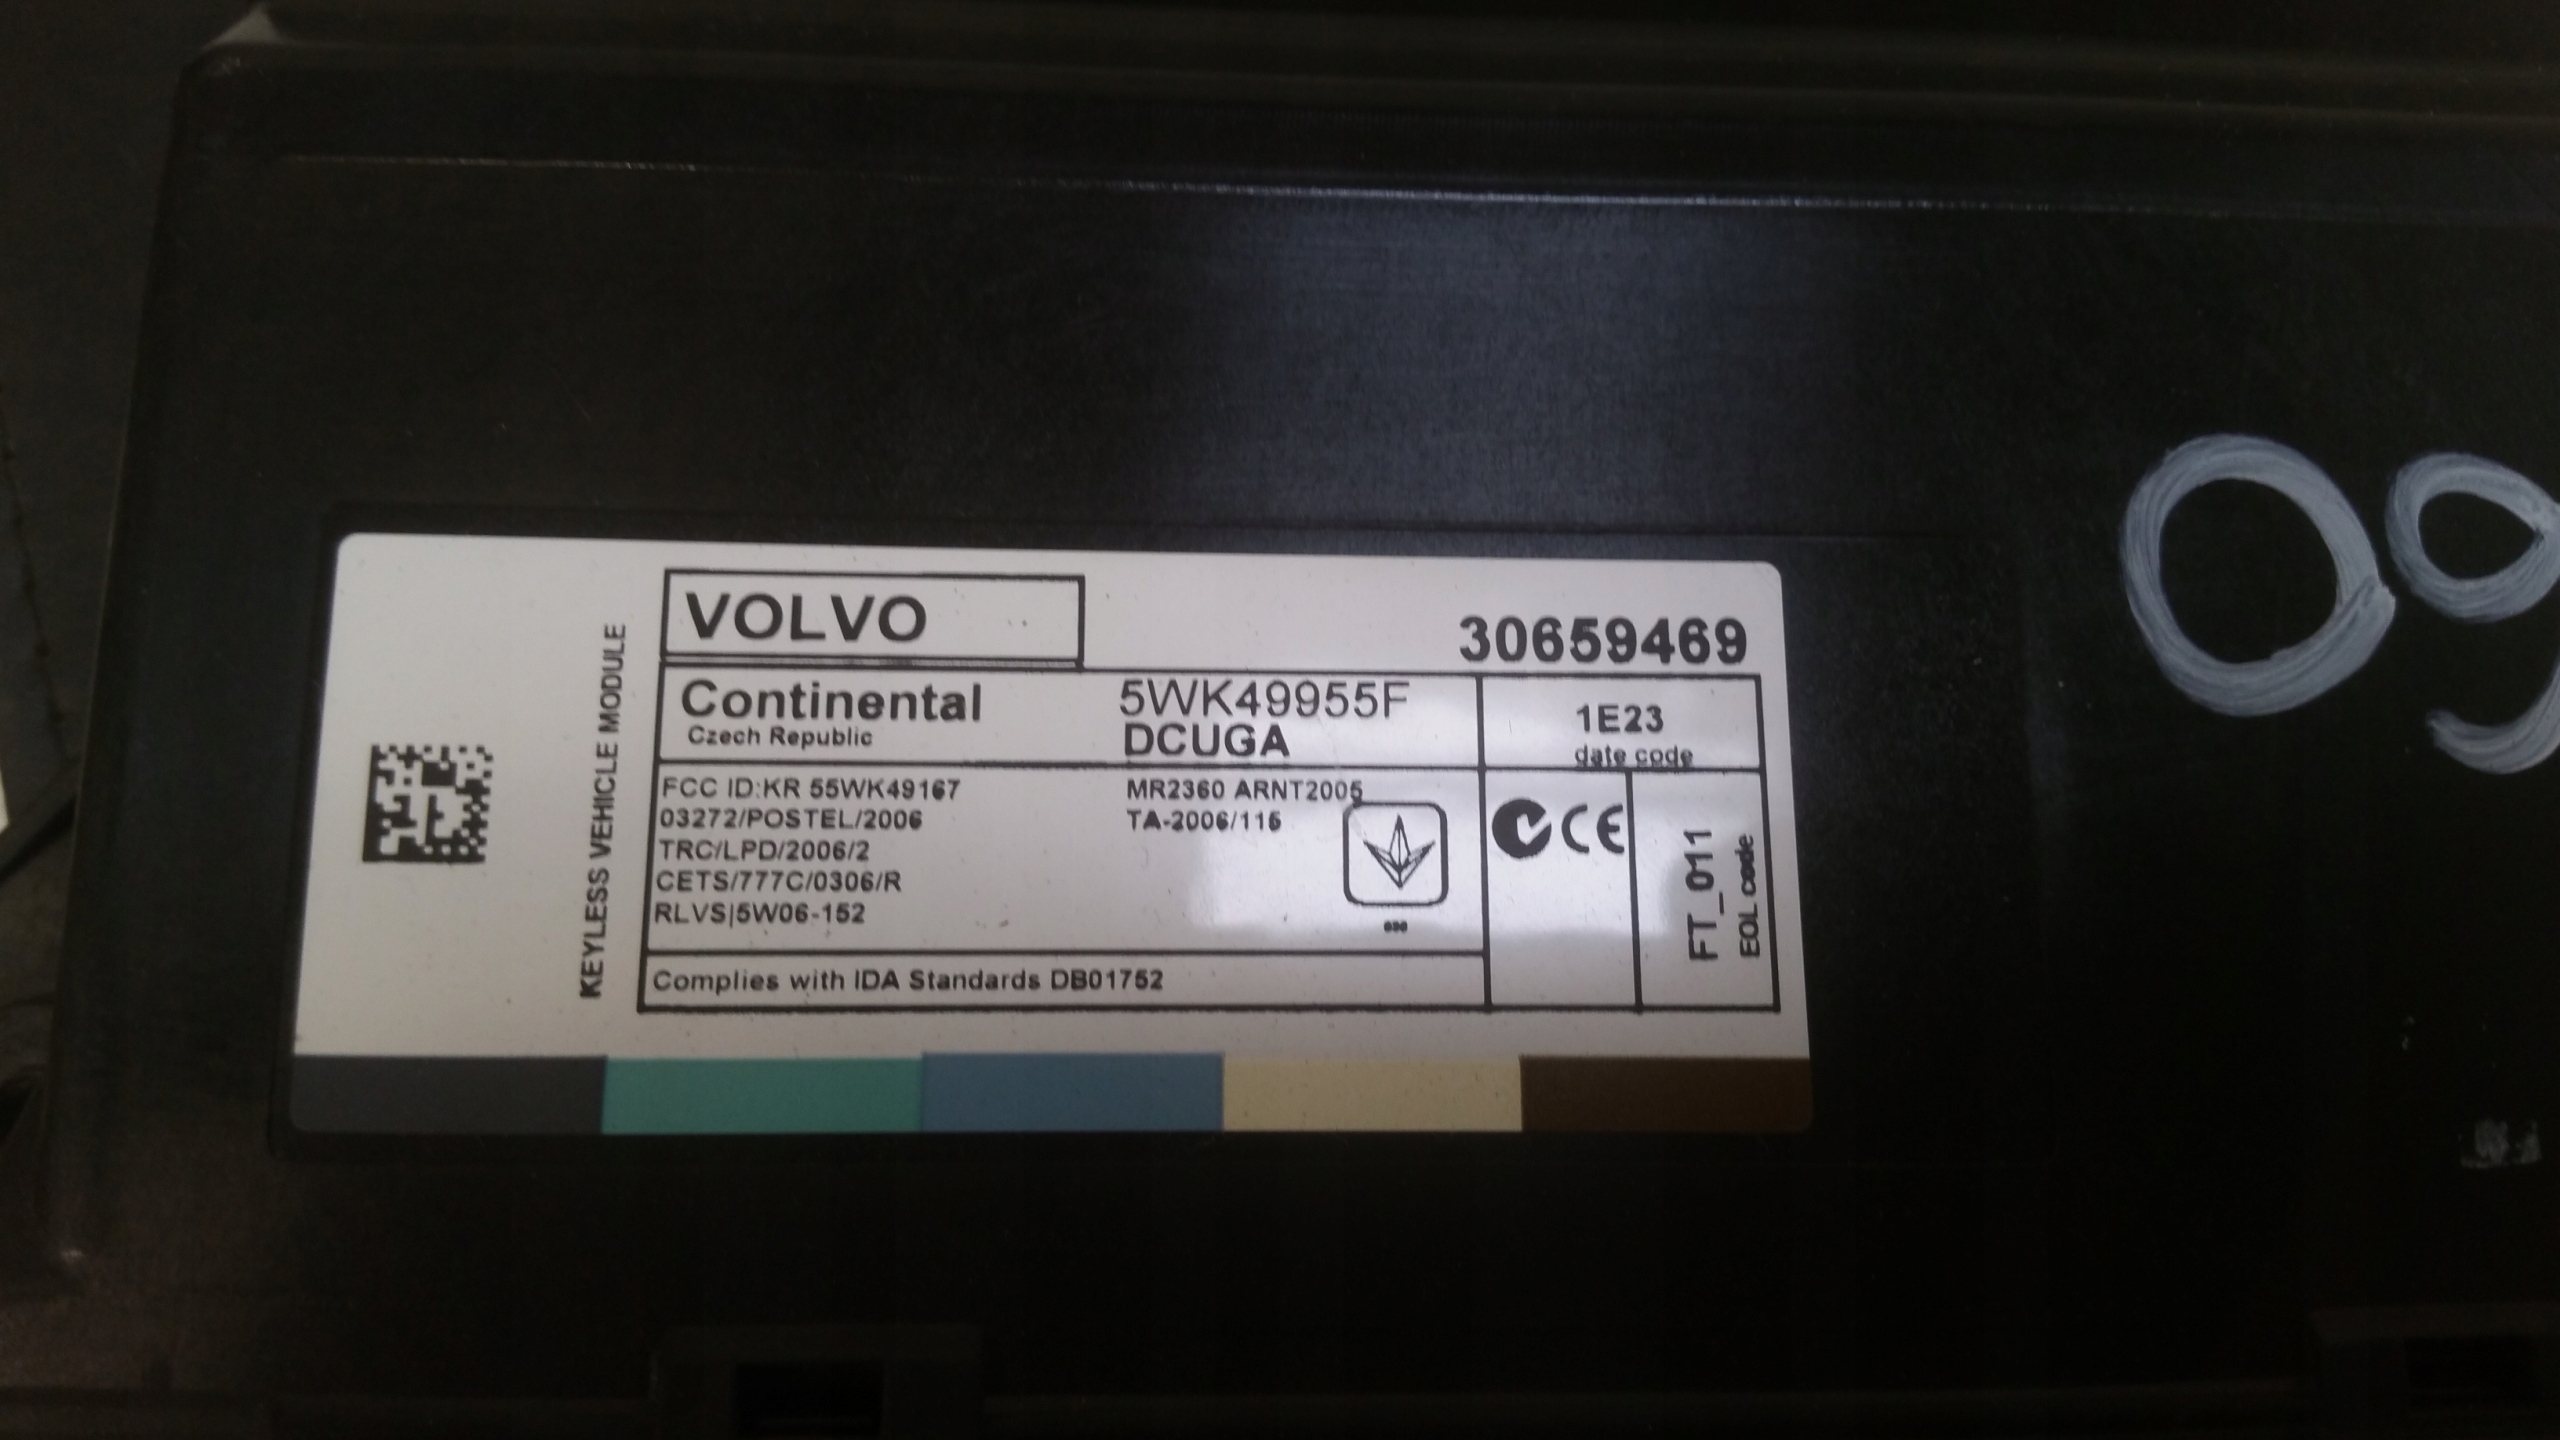 VOLVO
30659469
KEYLESS VEHICLE MODULE
Continental
Czech Republic
5WK49955F
DCUGA
1E23
date code
FCC ID:KR 55WK49167
03272/POSTEL/2006
TRC/LPD/2006/2
CETS/777C/0306/R
RLVS|5W06-152
MR2360 ARNT2005
TA-2006/115
CE
FT_011
EOL code
Complies with IDA Standards DB01752
09